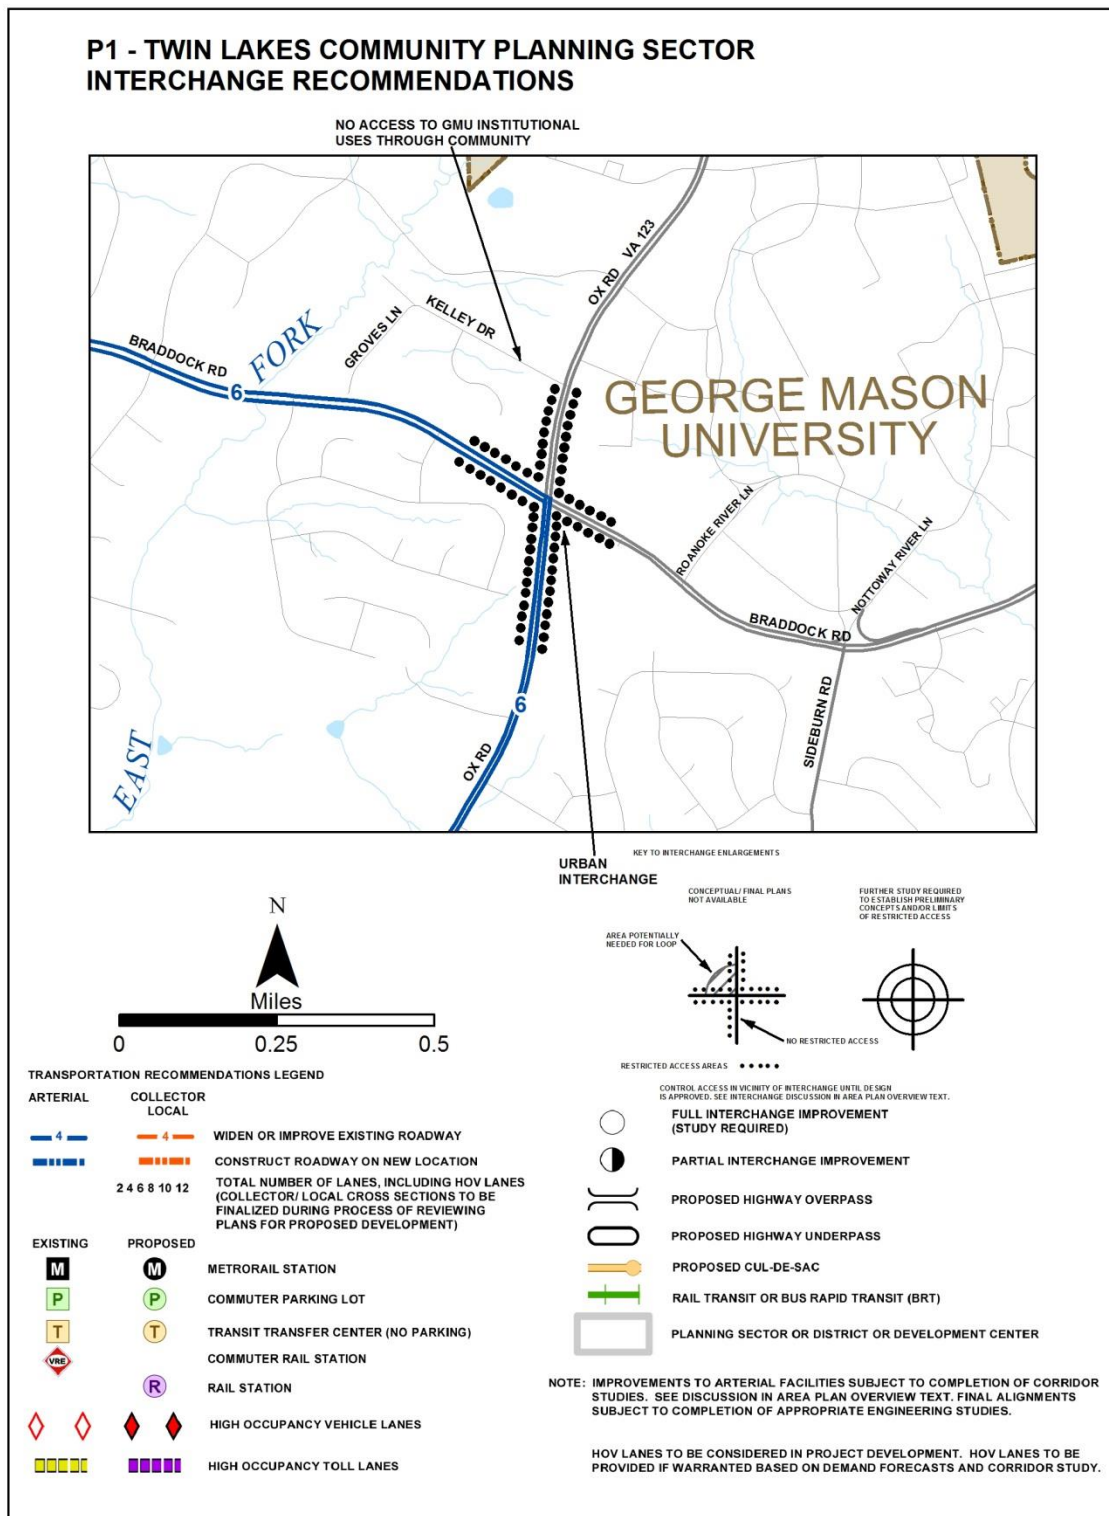 P1 - TWIN LAKES COMMUNITY PLANNING SECTOR
INTERCHANGE RECOMMENDATIONS
NO ACCESS TO GMU INSTITUTIONAL
USES THROUGH COMMUNITY
OX RD VA 123
KELLEY DR
GROVES LN
FORK
BRADDOCK RD
6
GEORGE MASON
UNIVERSITY
ROANOKE RIVER LN
NOTTOWAY RIVER LN
BRADDOCK RD
SIDEBURN RD
6
OX RD
EAST
URBAN
INTERCHANGE
KEY TO INTERCHANGE ENLARGEMENTS
CONCEPTUAL/ FINAL PLANS
NOT AVAILABLE
FURTHER STUDY REQUIRED
TO ESTABLISH PRELIMINARY
CONCEPTS AND/OR LIMITS
OF RESTRICTED ACCESS
AREA POTENTIALLY
NEEDED FOR LOOP
NO RESTRICTED ACCESS
RESTRICTED ACCESS AREAS
CONTROL ACCESS IN VICINITY OF INTERCHANGE UNTIL DESIGN
IS APPROVED. SEE INTERCHANGE DISCUSSION IN AREA PLAN OVERVIEW TEXT.
N
Miles
0 0.25 0.5
TRANSPORTATION RECOMMENDATIONS LEGEND
ARTERIAL COLLECTOR
LOCAL
4 4 WIDEN OR IMPROVE EXISTING ROADWAY
CONSTRUCT ROADWAY ON NEW LOCATION
2 4 6 8 10 12 TOTAL NUMBER OF LANES, INCLUDING HOV LANES
(COLLECTOR/ LOCAL CROSS SECTIONS TO BE
FINALIZED DURING PROCESS OF REVIEWING
PLANS FOR PROPOSED DEVELOPMENT)
EXISTING PROPOSED
M M METRORAIL STATION
P P COMMUTER PARKING LOT
T T TRANSIT TRANSFER CENTER (NO PARKING)
VRE COMMUTER RAIL STATION
R RAIL STATION
HIGH OCCUPANCY VEHICLE LANES
HIGH OCCUPANCY TOLL LANES
FULL INTERCHANGE IMPROVEMENT
(STUDY REQUIRED)
PARTIAL INTERCHANGE IMPROVEMENT
PROPOSED HIGHWAY OVERPASS
PROPOSED HIGHWAY UNDERPASS
PROPOSED CUL-DE-SAC
RAIL TRANSIT OR BUS RAPID TRANSIT (BRT)
PLANNING SECTOR OR DISTRICT OR DEVELOPMENT CENTER
NOTE: IMPROVEMENTS TO ARTERIAL FACILITIES SUBJECT TO COMPLETION OF CORRIDOR
STUDIES. SEE DISCUSSION IN AREA PLAN OVERVIEW TEXT. FINAL ALIGNMENTS
SUBJECT TO COMPLETION OF APPROPRIATE ENGINEERING STUDIES.
HOV LANES TO BE CONSIDERED IN PROJECT DEVELOPMENT. HOV LANES TO BE
PROVIDED IF WARRANTED BASED ON DEMAND FORECASTS AND CORRIDOR STUDY.